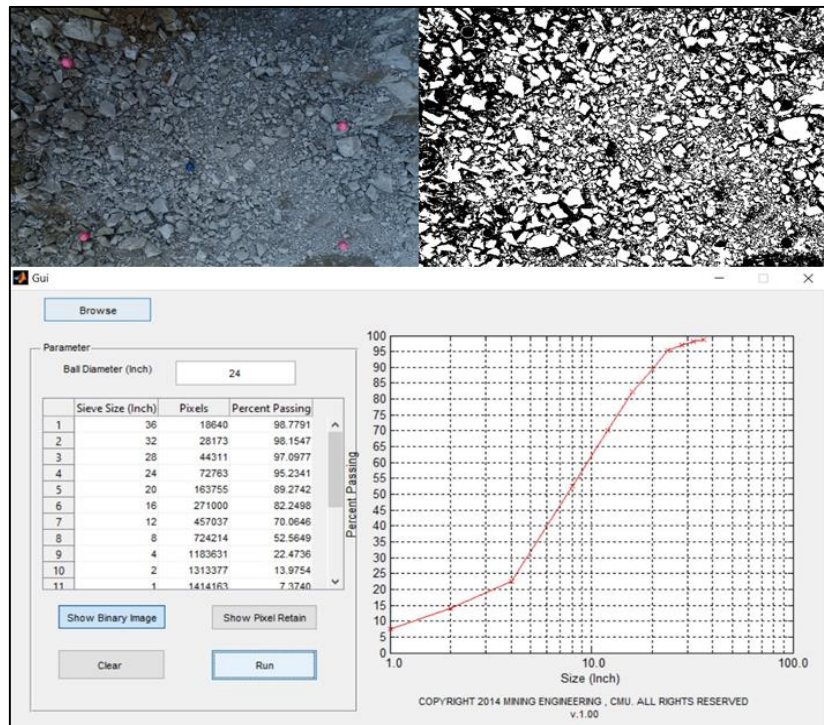 Gui
Browse
Parameter
Ball Diameter (Inch) 24
Sieve Size (Inch) Pixels Percent Passing
1 36 18640 98.7791
2 32 28173 98.1547
3 28 44311 97.0977
4 24 72763 95.2341
5 20 163755 89.2742
6 16 271000 82.2498
7 12 457037 70.0646
8 8 724214 52.5649
9 4 1183631 22.4736
10 2 1313377 13.9754
11 1 1414163 7.3740
Show Binary Image Show Pixel Retain
Clear Run
Percent Passing
100
95
90
85
80
75
70
65
60
55
50
45
40
35
30
25
20
15
10
5
0
1.0 10.0 100.0
Size (Inch)
COPYRIGHT 2014 MINING ENGINEERING , CMU. ALL RIGHTS RESERVED
v.1.00